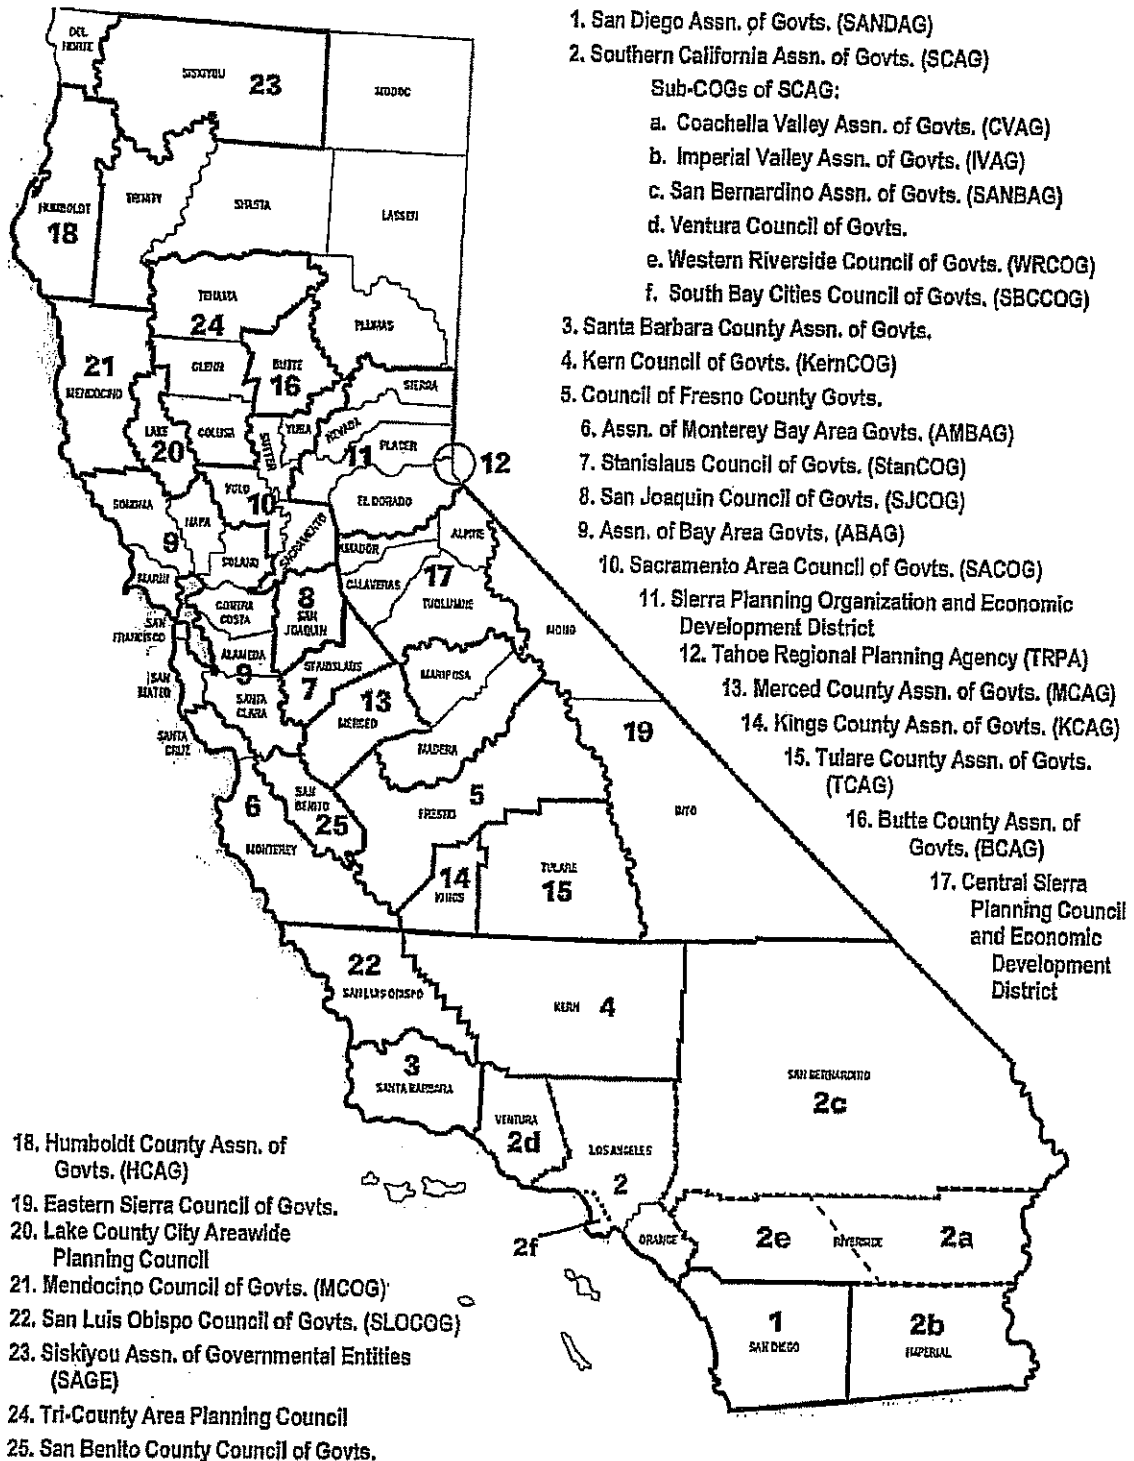 1. San Diego Assn. of Govts. (SANDAG)
2. Southern California Assn. of Govts. (SCAG)
Sub-COGs of SCAG:
a. Coachella Valley Assn. of Govts. (CVAG)
b. Imperial Valley Assn. of Govts. (IVAG)
c. San Bernardino Assn. of Govts. (SANBAG)
d. Ventura Council of Govts.
e. Western Riverside Council of Govts. (WRCOG)
f. South Bay Cities Council of Govts. (SBCCOG)
3. Santa Barbara County Assn. of Govts.
4. Kern Council of Govts. (KernCOG)
5. Council of Fresno County Govts.
6. Assn. of Monterey Bay Area Govts. (AMBAG)
7. Stanislaus Council of Govts. (StanCOG)
8. San Joaquin Council of Govts. (SJCOG)
9. Assn. of Bay Area Govts. (ABAG)
10. Sacramento Area Council of Govts. (SACOG)
11. Sierra Planning Organization and Economic
Development District
12. Tahoe Regional Planning Agency (TRPA)
13. Merced County Assn. of Govts. (MCAG)
14. Kings County Assn. of Govts. (KCAG)
15. Tulare County Assn. of Govts.
(TCAG)
16. Butte County Assn. of
Govts. (BCAG)
17. Central Sierra
Planning Council
and Economic
Development
District
18. Humboldt County Assn. of
Govts. (HCAG)
19. Eastern Sierra Council of Govts.
20. Lake County City Areawide
Planning Council
21. Mendocino Council of Govts. (MCOG)
22. San Luis Obispo Council of Govts. (SLOCOG)
23. Siskiyou Assn. of Governmental Entities
(SAGE)
24. Tri-County Area Planning Council
25. San Benito County Council of Govts.
DEL
NORTE
SISKIYOU
23
MODOC
HUMBOLDT
18
TRINITY
SHASTA
LASSEN
TEHAMA
24
PLUMAS
21
MENDOCINO
GLENN
BUTTE
16
SIERRA
LAKE
20
COLUSA
SUTTER
YUBA
NEVADA
11
PLACER
12
SONOMA
YOLO
10
EL DORADO
9
NAPA
SOLANO
SACRAMENTO
AMADOR
ALPINE
MARIN
CALAVERAS
17
TUOLUMNE
CONTRA
COSTA
8
SAN
JOAQUIN
SAN
FRANCISCO
ALAMEDA
9
MONO
SAN
MATEO
SANTA
CLARA
STANISLAUS
7
13
MERCED
MARIPOSA
SANTA
CRUZ
MADERA
19
6
MONTEREY
SAN
BENITO
25
5
FRESNO
INYO
14
KINGS
TULARE
15
22
SAN LUIS OBISPO
KERN 4
3
SANTA BARBARA
SAN BERNARDINO
2c
VENTURA
2d
LOS ANGELES
2
2f
ORANGE
2e
RIVERSIDE
2a
1
SAN DIEGO
2b
IMPERIAL